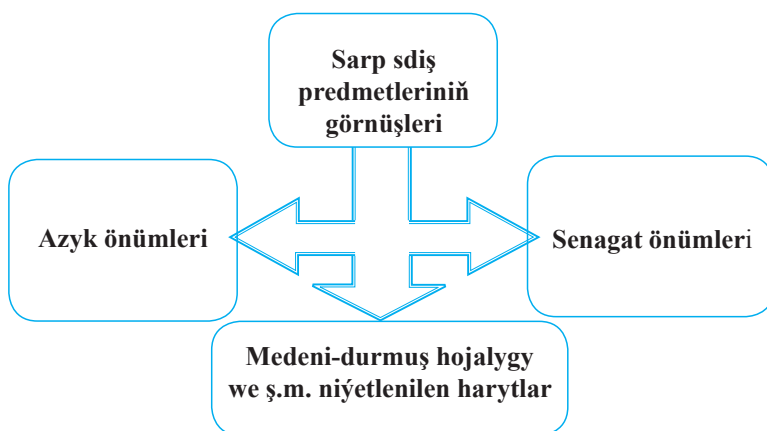 Sarp sdiş
predmetleriniň
görnüşleri
Azyk önümleri
Senagat önümleri
Medeni-durmuş hojalygy
we ş.m. niýetlenilen harytlar